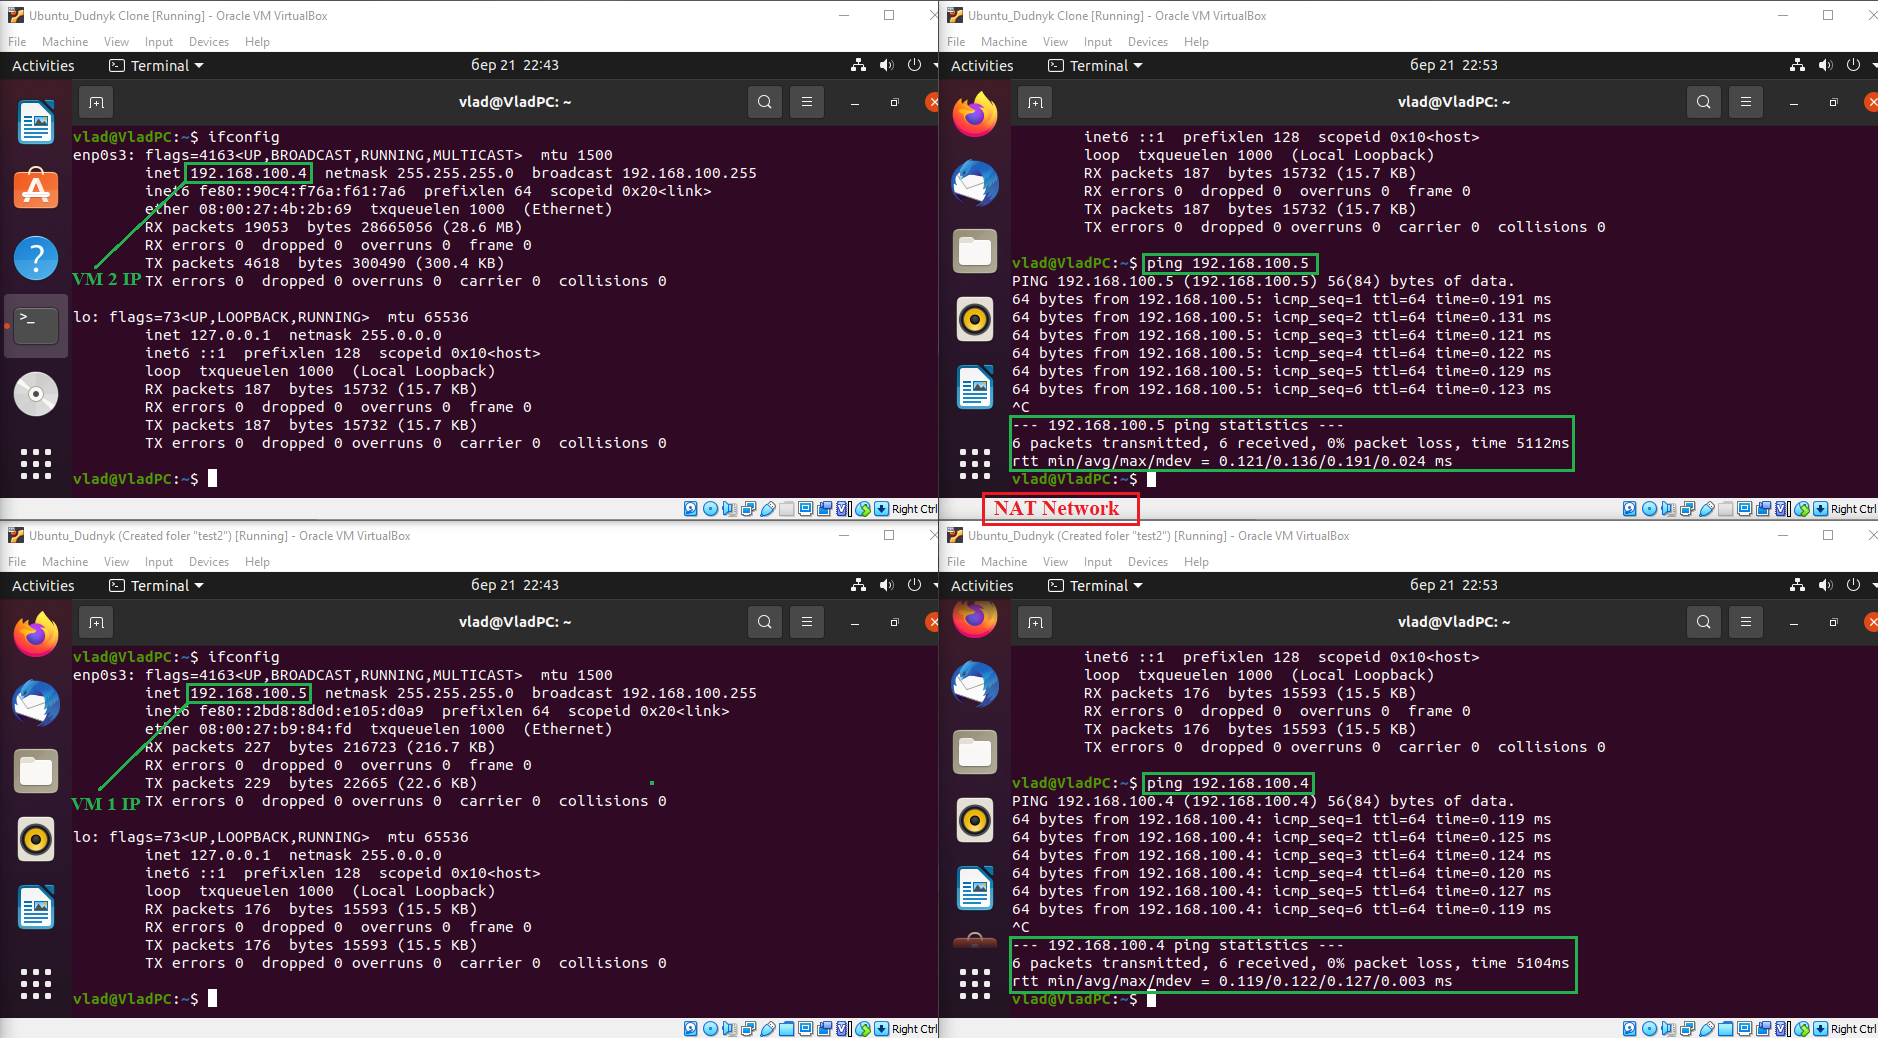 Ubuntu_Dudnyk Clone [Running] - Oracle VM VirtualBox
File Machine View Input Devices Help
Activities Terminal бер 21 22:43
vlad@VladPC: ~
vlad@VladPC:~$ ifconfig
enp0s3: flags=4163<UP,BROADCAST,RUNNING,MULTICAST> mtu 1500
inet 192.168.100.4 netmask 255.255.255.0 broadcast 192.168.100.255
inet6 fe80::90c4:f76a:f61:7a6 prefixlen 64 scopeid 0x20<link>
ether 08:00:27:4b:2b:69 txqueuelen 1000 (Ethernet)
RX packets 19053 bytes 28665056 (28.6 MB)
RX errors 0 dropped 0 overruns 0 frame 0
TX packets 4618 bytes 300490 (300.4 KB)
VM 2 IP
TX errors 0 dropped 0 overruns 0 carrier 0 collisions 0
lo: flags=73<UP,LOOPBACK,RUNNING> mtu 65536
inet 127.0.0.1 netmask 255.0.0.0
inet6 ::1 prefixlen 128 scopeid 0x10<host>
loop txqueuelen 1000 (Local Loopback)
RX packets 187 bytes 15732 (15.7 KB)
RX errors 0 dropped 0 overruns 0 frame 0
TX packets 187 bytes 15732 (15.7 KB)
TX errors 0 dropped 0 overruns 0 carrier 0 collisions 0
vlad@VladPC:~$
Right Ctrl
Ubuntu_Dudnyk Clone [Running] - Oracle VM VirtualBox
File Machine View Input Devices Help
Activities Terminal бер 21 22:53
vlad@VladPC: ~
inet6 ::1 prefixlen 128 scopeid 0x10<host>
loop txqueuelen 1000 (Local Loopback)
RX packets 187 bytes 15732 (15.7 KB)
RX errors 0 dropped 0 overruns 0 frame 0
TX packets 187 bytes 15732 (15.7 KB)
TX errors 0 dropped 0 overruns 0 carrier 0 collisions 0
vlad@VladPC:~$ ping 192.168.100.5
PING 192.168.100.5 (192.168.100.5) 56(84) bytes of data.
64 bytes from 192.168.100.5: icmp_seq=1 ttl=64 time=0.191 ms
64 bytes from 192.168.100.5: icmp_seq=2 ttl=64 time=0.131 ms
64 bytes from 192.168.100.5: icmp_seq=3 ttl=64 time=0.121 ms
64 bytes from 192.168.100.5: icmp_seq=4 ttl=64 time=0.122 ms
64 bytes from 192.168.100.5: icmp_seq=5 ttl=64 time=0.129 ms
64 bytes from 192.168.100.5: icmp_seq=6 ttl=64 time=0.123 ms
^C
--- 192.168.100.5 ping statistics ---
6 packets transmitted, 6 received, 0% packet loss, time 5112ms
rtt min/avg/max/mdev = 0.121/0.136/0.191/0.024 ms
vlad@VladPC:~$
NAT Network
Right Ctrl
Ubuntu_Dudnyk (Created foler "test2") [Running] - Oracle VM VirtualBox
File Machine View Input Devices Help
Activities Terminal бер 21 22:43
vlad@VladPC: ~
vlad@VladPC:~$ ifconfig
enp0s3: flags=4163<UP,BROADCAST,RUNNING,MULTICAST> mtu 1500
inet 192.168.100.5 netmask 255.255.255.0 broadcast 192.168.100.255
inet6 fe80::2bd8:8d0d:e105:d0a9 prefixlen 64 scopeid 0x20<link>
ether 08:00:27:b9:84:fd txqueuelen 1000 (Ethernet)
RX packets 227 bytes 216723 (216.7 KB)
RX errors 0 dropped 0 overruns 0 frame 0
TX packets 229 bytes 22665 (22.6 KB)
VM 1 IP
TX errors 0 dropped 0 overruns 0 carrier 0 collisions 0
lo: flags=73<UP,LOOPBACK,RUNNING> mtu 65536
inet 127.0.0.1 netmask 255.0.0.0
inet6 ::1 prefixlen 128 scopeid 0x10<host>
loop txqueuelen 1000 (Local Loopback)
RX packets 176 bytes 15593 (15.5 KB)
RX errors 0 dropped 0 overruns 0 frame 0
TX packets 176 bytes 15593 (15.5 KB)
TX errors 0 dropped 0 overruns 0 carrier 0 collisions 0
vlad@VladPC:~$
Right Ctrl
Ubuntu_Dudnyk (Created foler "test2") [Running] - Oracle VM VirtualBox
File Machine View Input Devices Help
Activities Terminal бер 21 22:53
vlad@VladPC: ~
inet6 ::1 prefixlen 128 scopeid 0x10<host>
loop txqueuelen 1000 (Local Loopback)
RX packets 176 bytes 15593 (15.5 KB)
RX errors 0 dropped 0 overruns 0 frame 0
TX packets 176 bytes 15593 (15.5 KB)
TX errors 0 dropped 0 overruns 0 carrier 0 collisions 0
vlad@VladPC:~$ ping 192.168.100.4
PING 192.168.100.4 (192.168.100.4) 56(84) bytes of data.
64 bytes from 192.168.100.4: icmp_seq=1 ttl=64 time=0.119 ms
64 bytes from 192.168.100.4: icmp_seq=2 ttl=64 time=0.125 ms
64 bytes from 192.168.100.4: icmp_seq=3 ttl=64 time=0.124 ms
64 bytes from 192.168.100.4: icmp_seq=4 ttl=64 time=0.120 ms
64 bytes from 192.168.100.4: icmp_seq=5 ttl=64 time=0.127 ms
64 bytes from 192.168.100.4: icmp_seq=6 ttl=64 time=0.119 ms
^C
--- 192.168.100.4 ping statistics ---
6 packets transmitted, 6 received, 0% packet loss, time 5104ms
rtt min/avg/max/mdev = 0.119/0.122/0.127/0.003 ms
vlad@VladPC:~$
Right Ctrl